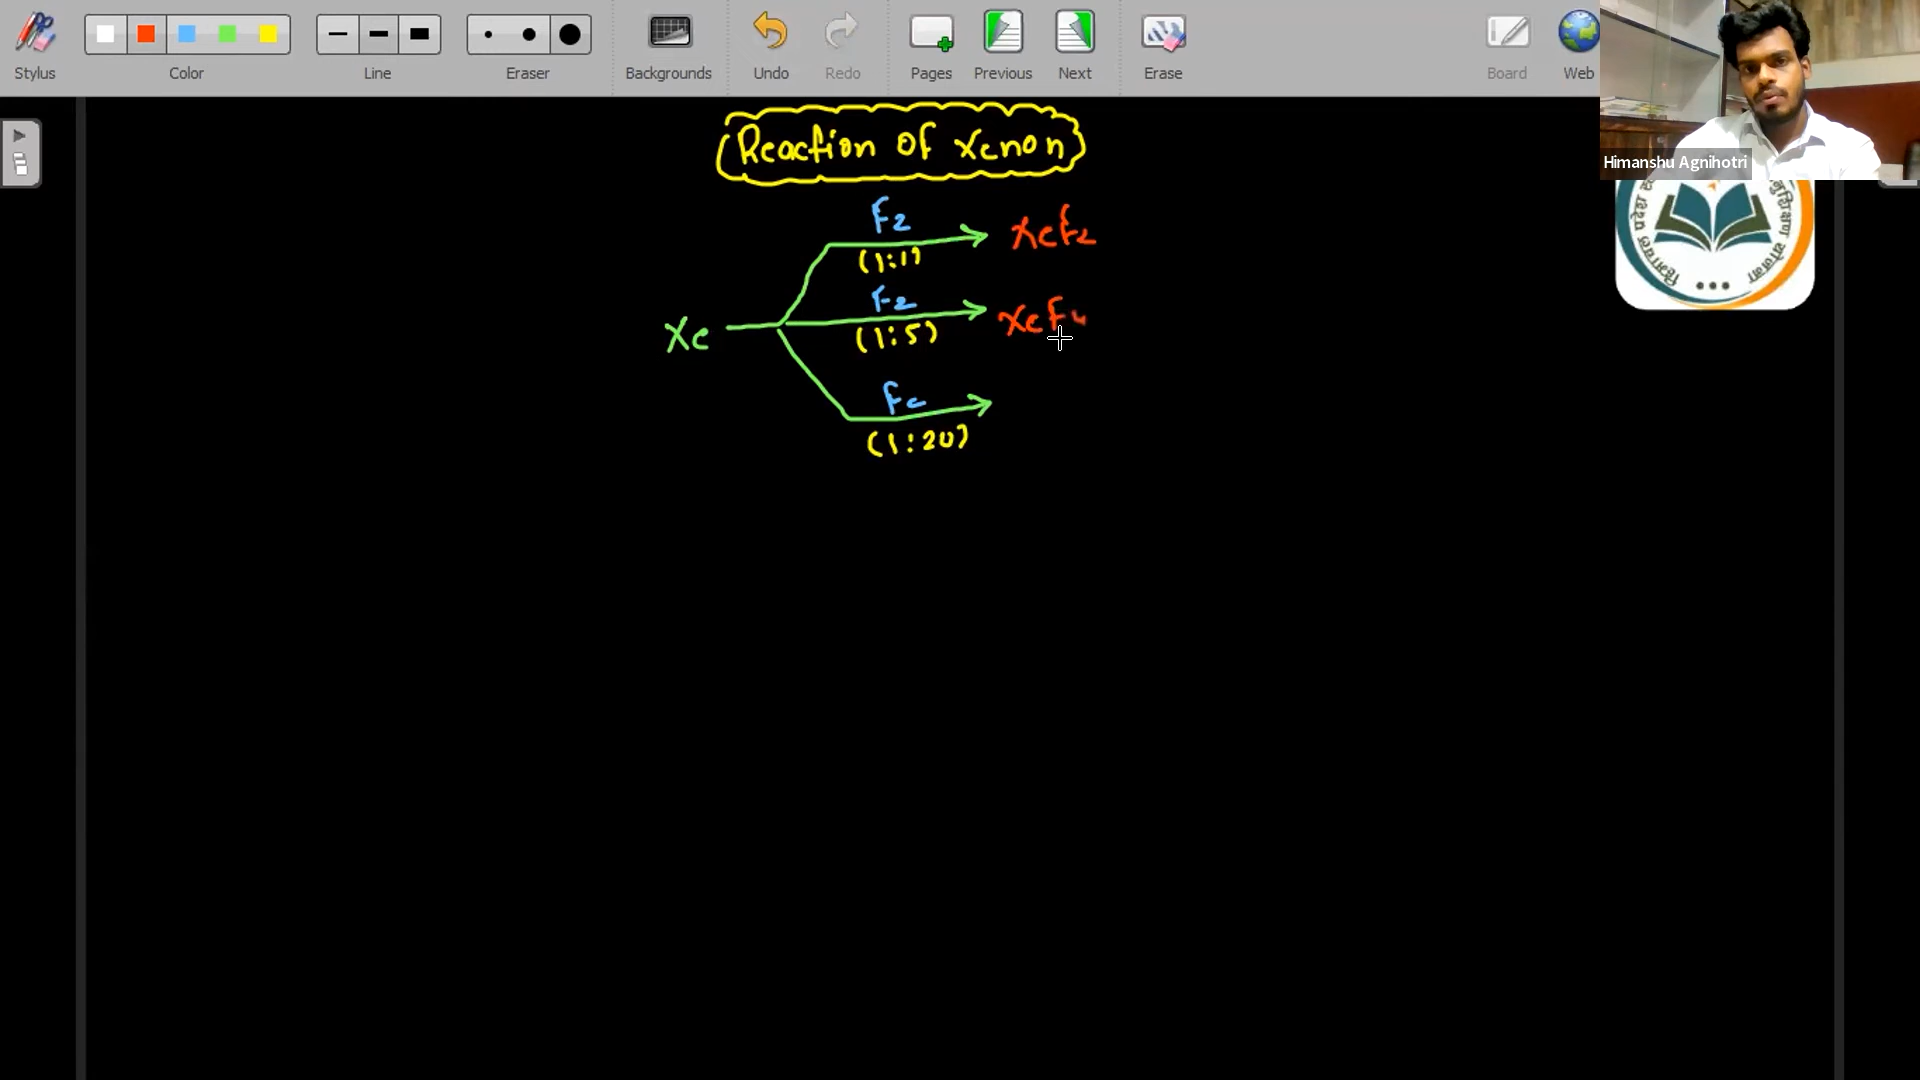 Stylus
Color
Line
Eraser
Backgrounds
Undo
Redo
Pages
Previous
Next
Erase
Board
Web
Himanshu Agnihotri
Reaction of Xenon
F2
XeF2
(1:1)
F2
XeF4
Xe
(1:5)
(1:20)